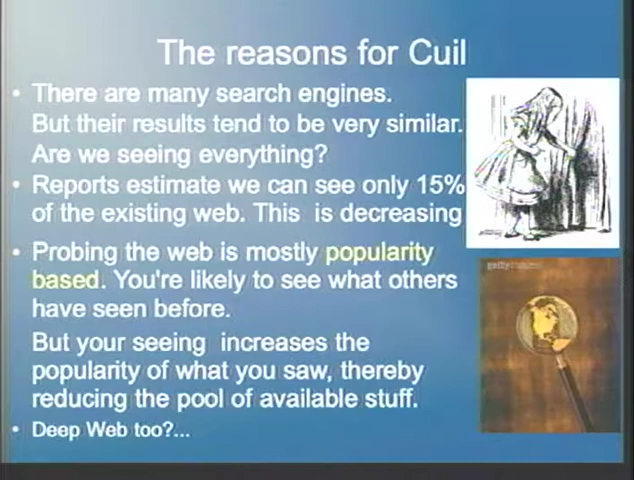 The reasons for Cuil
• There are many search engines.
But their results tend to be very similar.
Are we seeing everything?
• Reports estimate we can see only 15%
of the existing web. This is decreasing
• Probing the web is mostly popularity
based. You're likely to see what others
have seen before.
But your seeing increases the
popularity of what you saw, thereby
reducing the pool of available stuff.
• Deep Web too?...